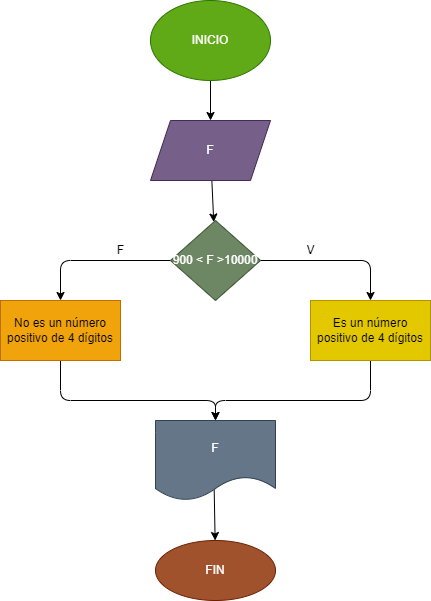 INICIO
F
900 < F >10000
F
V
No es un número
positivo de 4 dígitos
Es un número
positivo de 4 dígitos
F
FIN